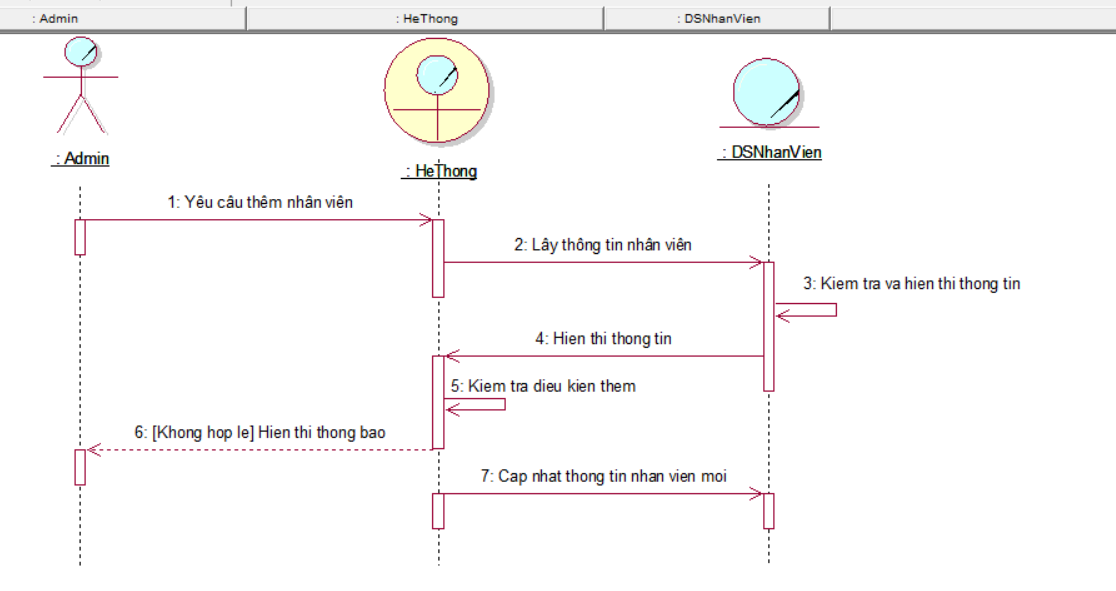 : Admin
: HeThong
: DSNhanVien
: Admin
: HeThong
: DSNhanVien
1: Yêu câu thêm nhân viên
2: Lây thông tin nhân viên
3: Kiem tra va hien thi thong tin
4: Hien thi thong tin
5: Kiem tra dieu kien them
6: [Khong hop le] Hien thi thong bao
7: Cap nhat thong tin nhan vien moi